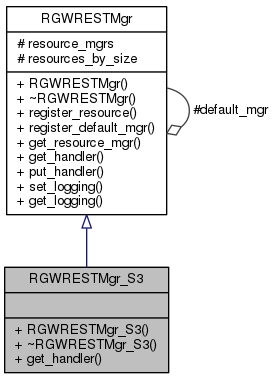 RGWRESTMgr
# resource_mgrs
# resources_by_size
+ RGWRESTMgr()
+ ~RGWRESTMgr()
+ register_resource()
+ register_default_mgr()
+ get_resource_mgr()
+ get_handler()
+ put_handler()
+ set_logging()
+ get_logging()
#default_mgr
RGWRESTMgr_S3
+ RGWRESTMgr_S3()
+ ~RGWRESTMgr_S3()
+ get_handler()